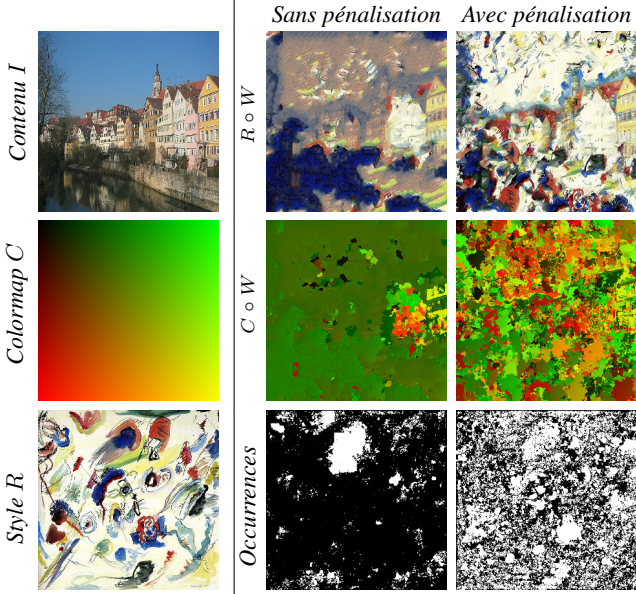 Sans pénalisation Avec pénalisation
Contenu I
R ∘ W
Colormap C
C ∘ W
Style R
Occurrences